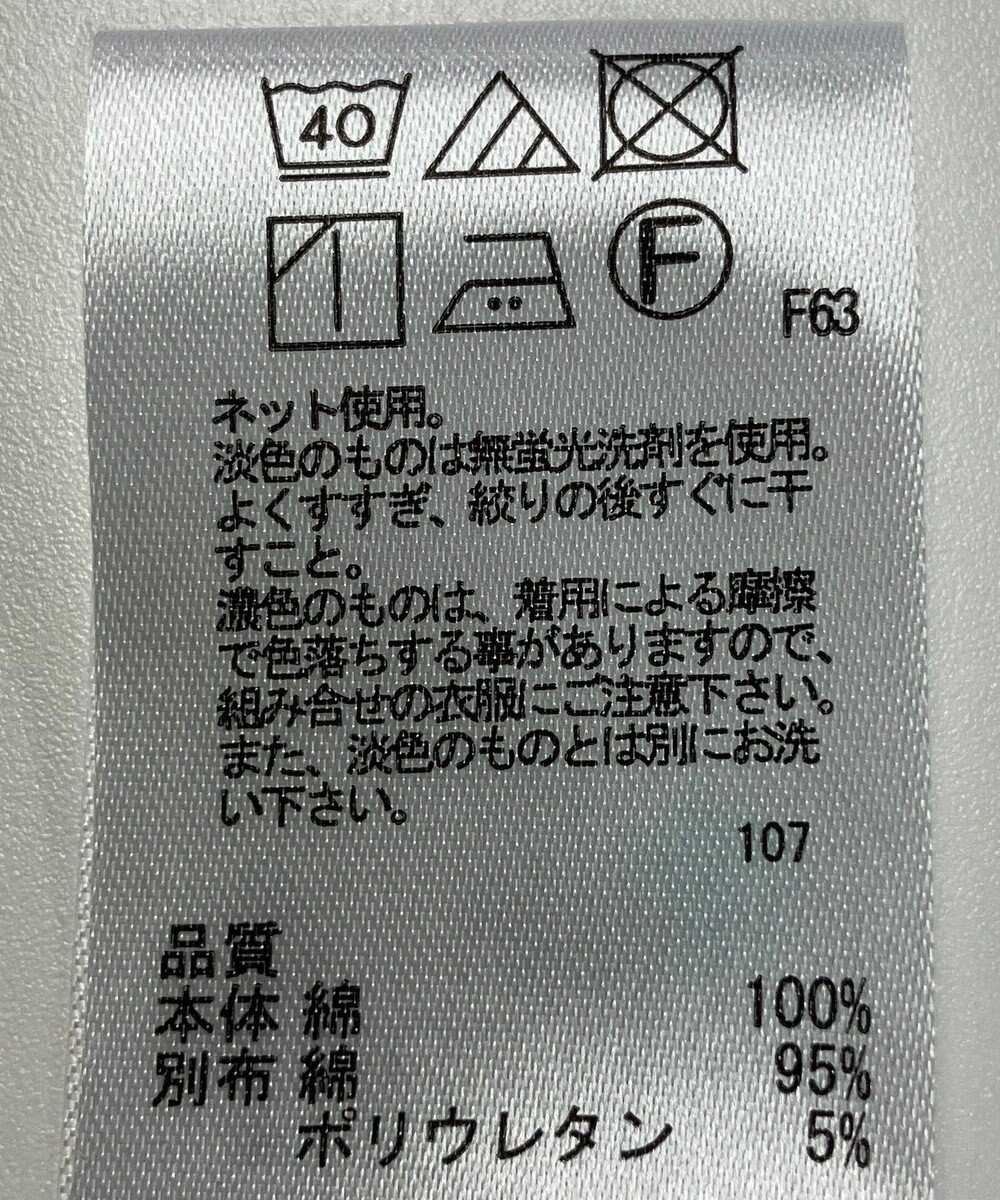 40
F
F63
ネット使用。
淡色のものは無蛍光洗剤を使用。
よくすすぎ、絞りの後すぐに干
すこと。
濃色のものは、着用による摩擦
で色落ちする事がありますので、
組み合せの衣服にご注意下さい。
また、淡色のものとは別にお洗
い下さい。
107
品質
本体 綿 100%
別布 綿 95%
ポリウレタン 5%